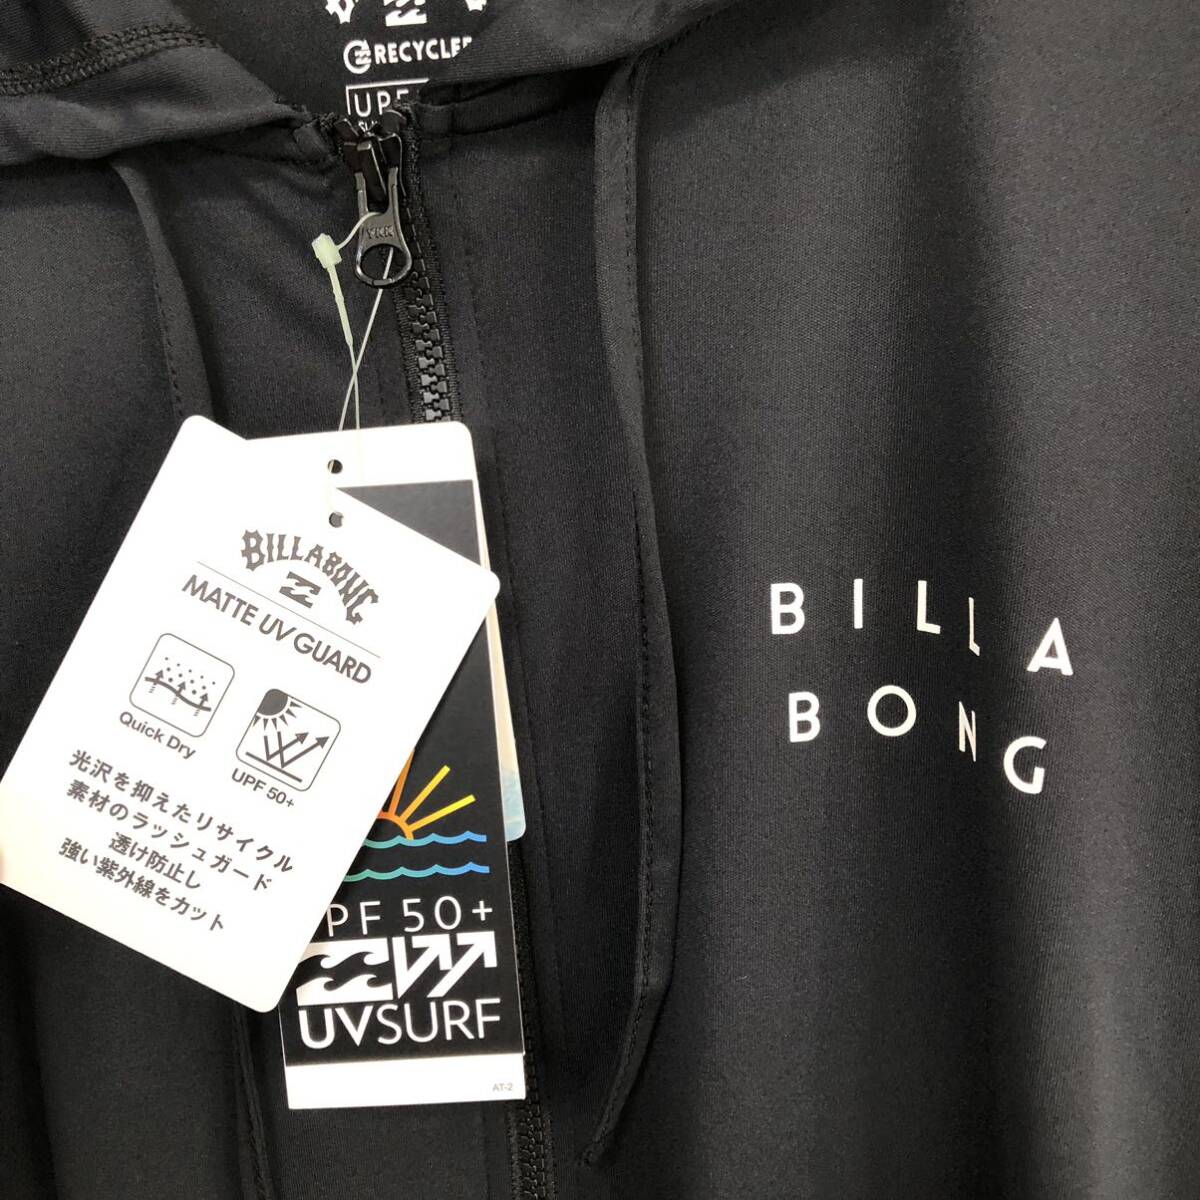 UPF
YKK
BILLABONG
MATTE UV GUARD
Quick Dry
UPF 50+
光沢を抑えたリサイクル
素材のラッシュガード
透け防止し
強い紫外線をカット
PF 50+
UVSURF
AT-2
BILLA
BONG